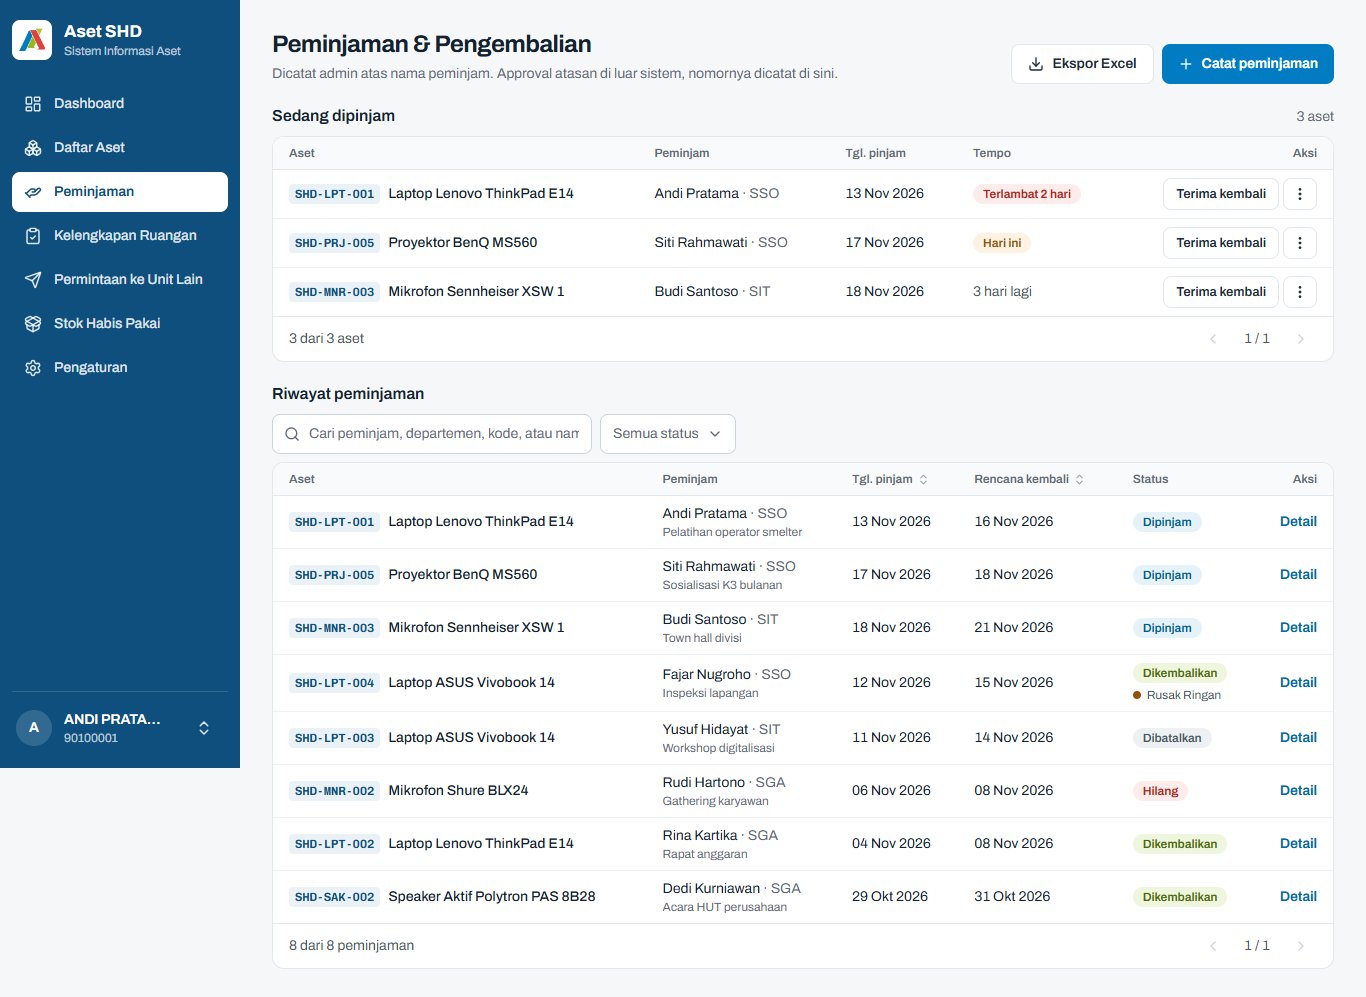 Aset SHD
Sistem Informasi Aset
Dashboard
Daftar Aset
Peminjaman
Kelengkapan Ruangan
Permintaan ke Unit Lain
Stok Habis Pakai
Pengaturan
A
ANDI PRATA...
90100001
Peminjaman & Pengembalian
Dicatat admin atas nama peminjam. Approval atasan di luar sistem, nomornya dicatat di sini.
Ekspor Excel
Catat peminjaman
Sedang dipinjam 3 aset
Aset Peminjam Tgl. pinjam Tempo Aksi
SHD-LPT-001 Laptop Lenovo ThinkPad E14 Andi Pratama · SSO 13 Nov 2026 Terlambat 2 hari Terima kembali
SHD-PRJ-005 Proyektor BenQ MS560 Siti Rahmawati · SSO 17 Nov 2026 Hari ini Terima kembali
SHD-MNR-003 Mikrofon Sennheiser XSW 1 Budi Santoso · SIT 18 Nov 2026 3 hari lagi Terima kembali
3 dari 3 aset 1 / 1
Riwayat peminjaman
Cari peminjam, departemen, kode, atau nam Semua status
Aset Peminjam Tgl. pinjam Rencana kembali Status Aksi
SHD-LPT-001 Laptop Lenovo ThinkPad E14 Andi Pratama · SSO 13 Nov 2026 16 Nov 2026 Dipinjam Detail
Pelatihan operator smelter
SHD-PRJ-005 Proyektor BenQ MS560 Siti Rahmawati · SSO 17 Nov 2026 18 Nov 2026 Dipinjam Detail
Sosialisasi K3 bulanan
SHD-MNR-003 Mikrofon Sennheiser XSW 1 Budi Santoso · SIT 18 Nov 2026 21 Nov 2026 Dipinjam Detail
Town hall divisi
SHD-LPT-004 Laptop ASUS Vivobook 14 Fajar Nugroho · SSO 12 Nov 2026 15 Nov 2026 Dikembalikan Detail
Inspeksi lapangan Rusak Ringan
SHD-LPT-003 Laptop ASUS Vivobook 14 Yusuf Hidayat · SIT 11 Nov 2026 14 Nov 2026 Dibatalkan Detail
Workshop digitalisasi
SHD-MNR-002 Mikrofon Shure BLX24 Rudi Hartono · SGA 06 Nov 2026 08 Nov 2026 Hilang Detail
Gathering karyawan
SHD-LPT-002 Laptop Lenovo ThinkPad E14 Rina Kartika · SGA 04 Nov 2026 08 Nov 2026 Dikembalikan Detail
Rapat anggaran
SHD-SAK-002 Speaker Aktif Polytron PAS 8B28 Dedi Kurniawan · SGA 29 Okt 2026 31 Okt 2026 Dikembalikan Detail
Acara HUT perusahaan
8 dari 8 peminjaman 1 / 1